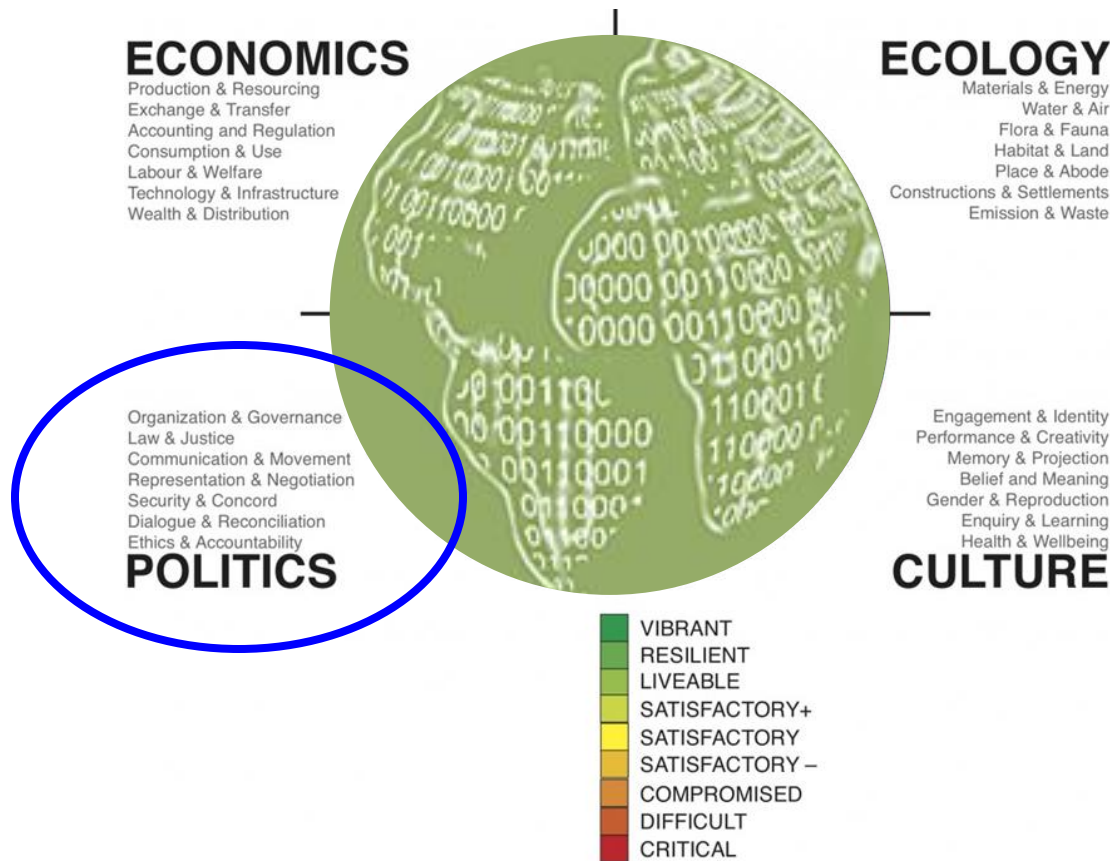 ECONOMICS
Production & Resourcing
Exchange & Transfer
Accounting and Regulation
Consumption & Use
Labour & Welfare
Technology & Infrastructure
Wealth & Distribution
ECOLOGY
Materials & Energy
Water & Air
Flora & Fauna
Habitat & Land
Place & Abode
Constructions & Settlements
Emission & Waste
Organization & Governance
Law & Justice
Communication & Movement
Representation & Negotiation
Security & Concord
Dialogue & Reconciliation
Ethics & Accountability
POLITICS
Engagement & Identity
Performance & Creativity
Memory & Projection
Belief and Meaning
Gender & Reproduction
Enquiry & Learning
Health & Wellbeing
CULTURE
VIBRANT
RESILIENT
LIVEABLE
SATISFACTORY+
SATISFACTORY
SATISFACTORY –
COMPROMISED
DIFFICULT
CRITICAL